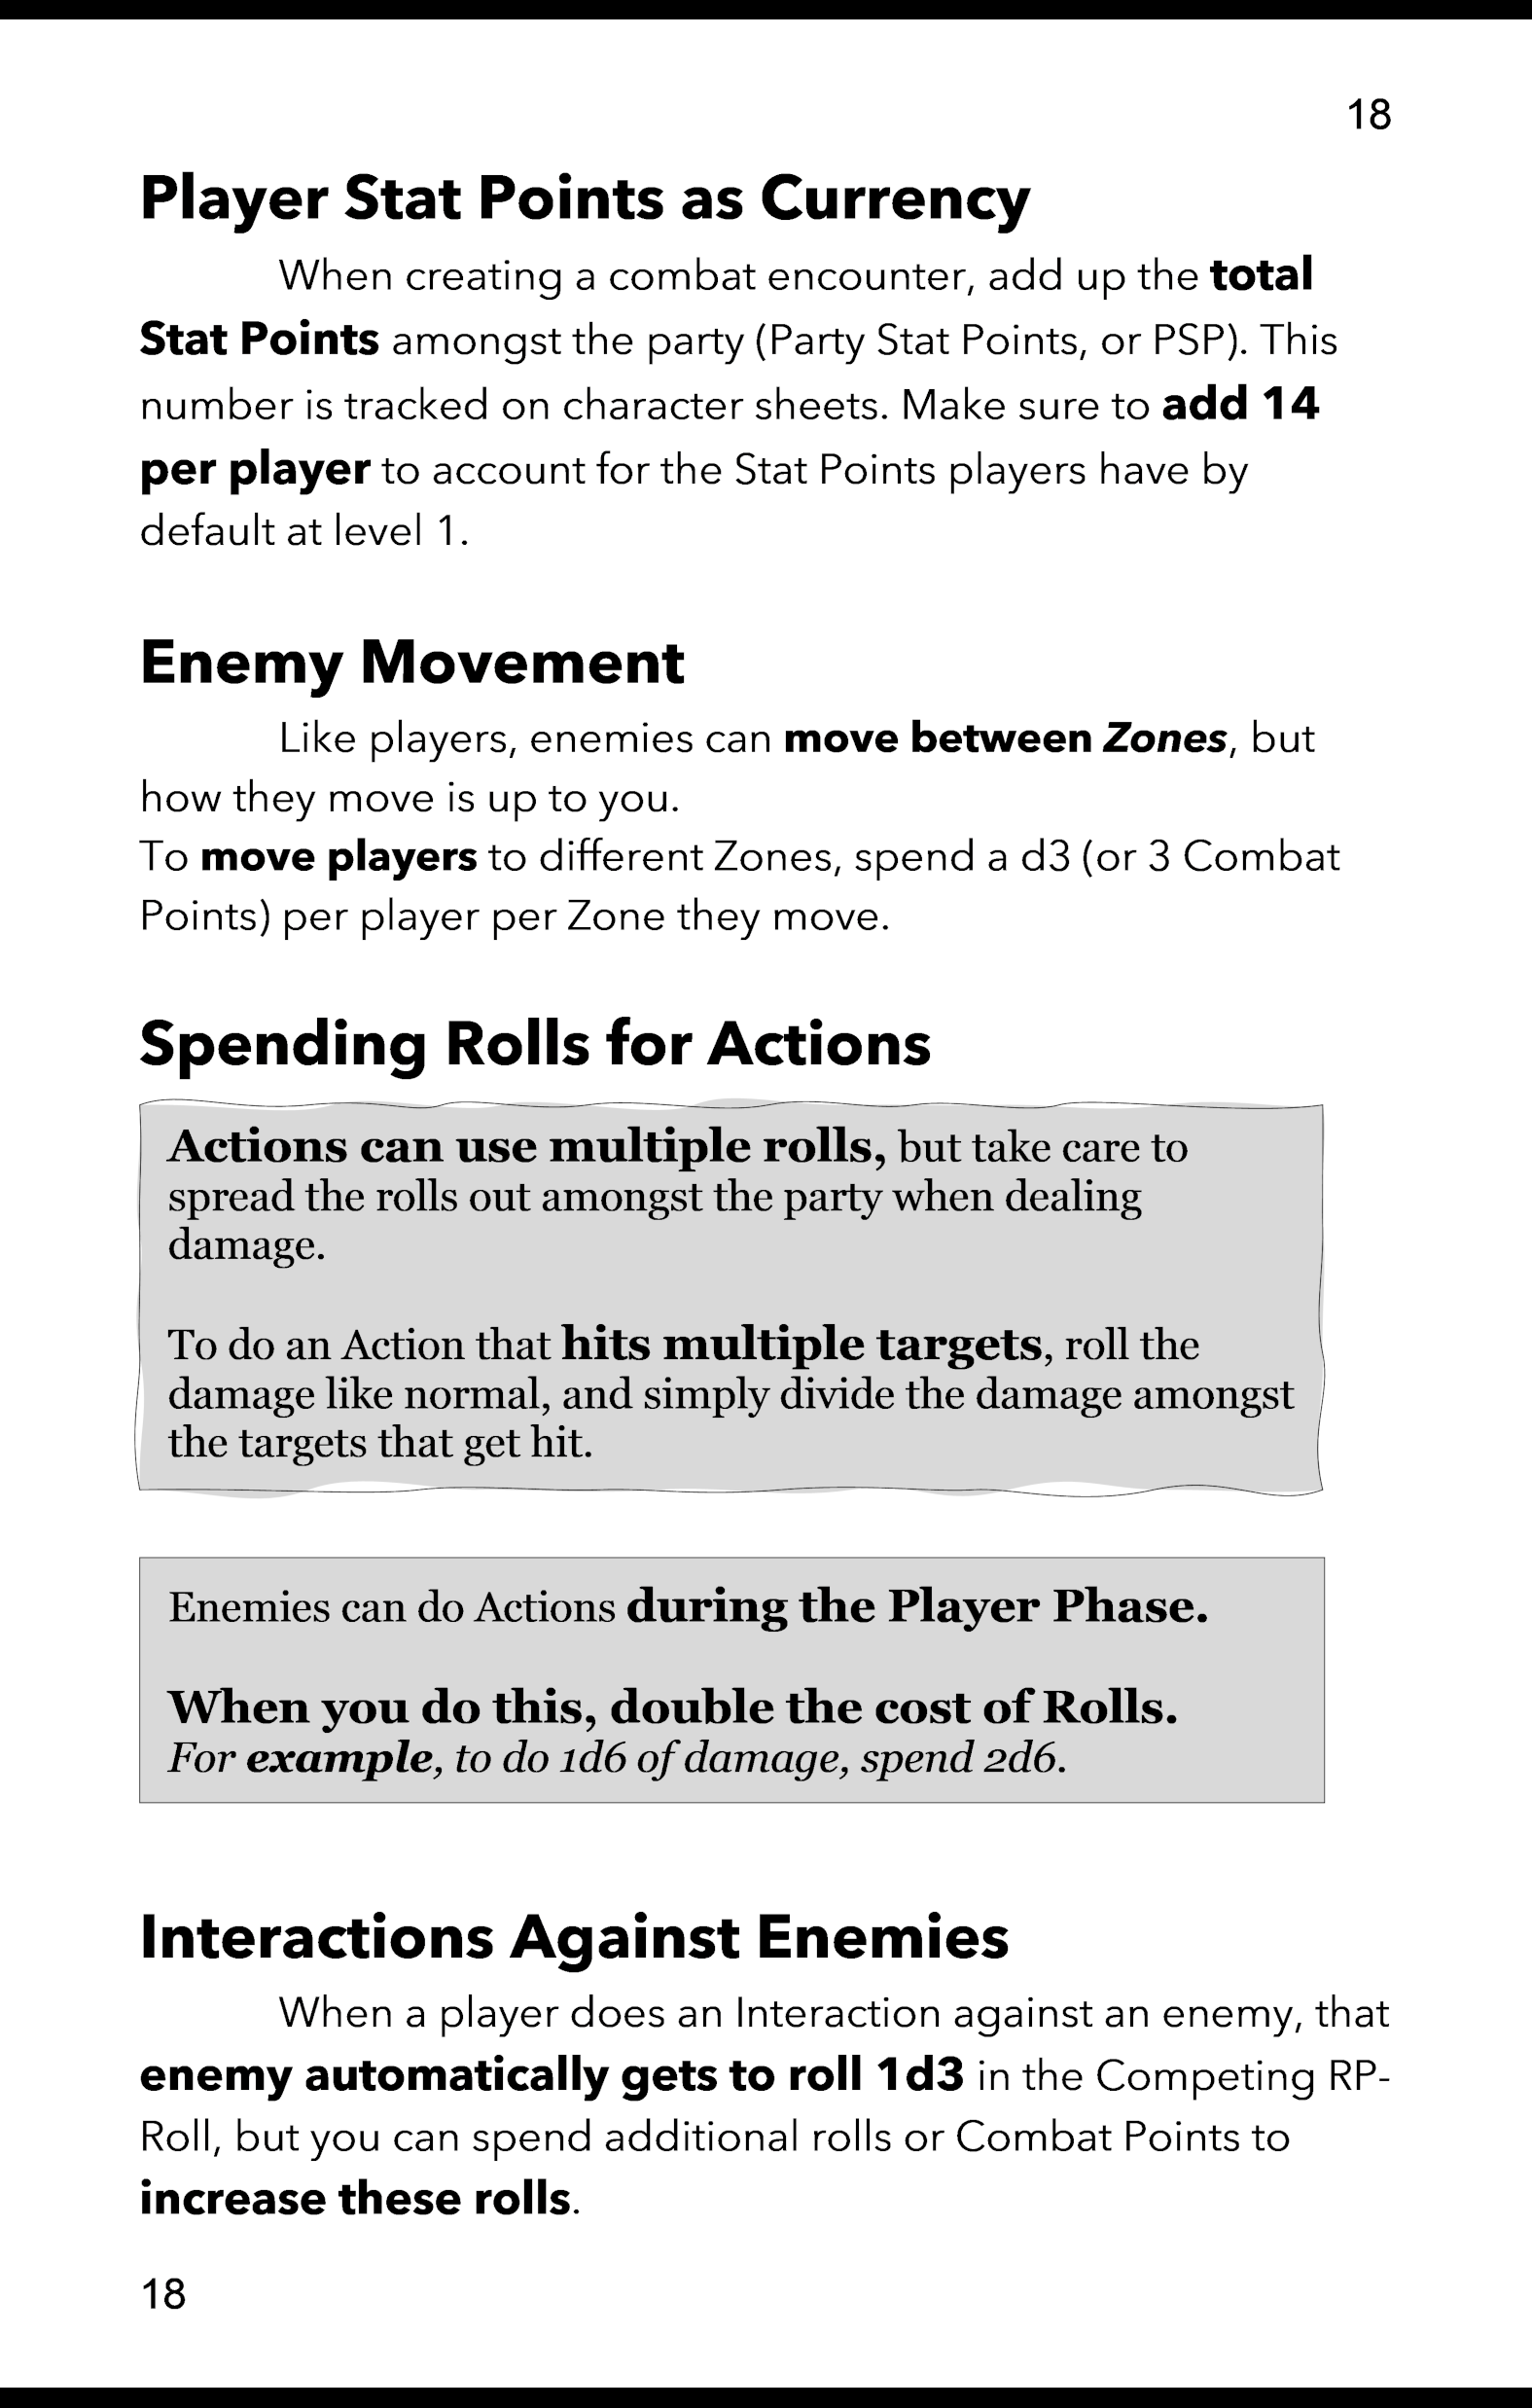 18
Player Stat Points as Currency
When creating a combat encounter, add up the total
Stat Points amongst the party (Party Stat Points, or PSP). This
number is tracked on character sheets. Make sure to add 14
per player to account for the Stat Points players have by
default at level 1.
Enemy Movement
Like players, enemies can move between Zones, but
how they move is up to you.
To move players to different Zones, spend a d3 (or 3 Combat
Points) per player per Zone they move.
Spending Rolls for Actions
Actions can use multiple rolls, but take care to
spread the rolls out amongst the party when dealing
damage.
To do an Action that hits multiple targets, roll the
damage like normal, and simply divide the damage amongst
the targets that get hit.
Enemies can do Actions during the Player Phase.
When you do this, double the cost of Rolls.
For example, to do 1d6 of damage, spend 2d6.
Interactions Against Enemies
When a player does an Interaction against an enemy, that
enemy automatically gets to roll 1d3 in the Competing RP-
Roll, but you can spend additional rolls or Combat Points to
increase these rolls.
18